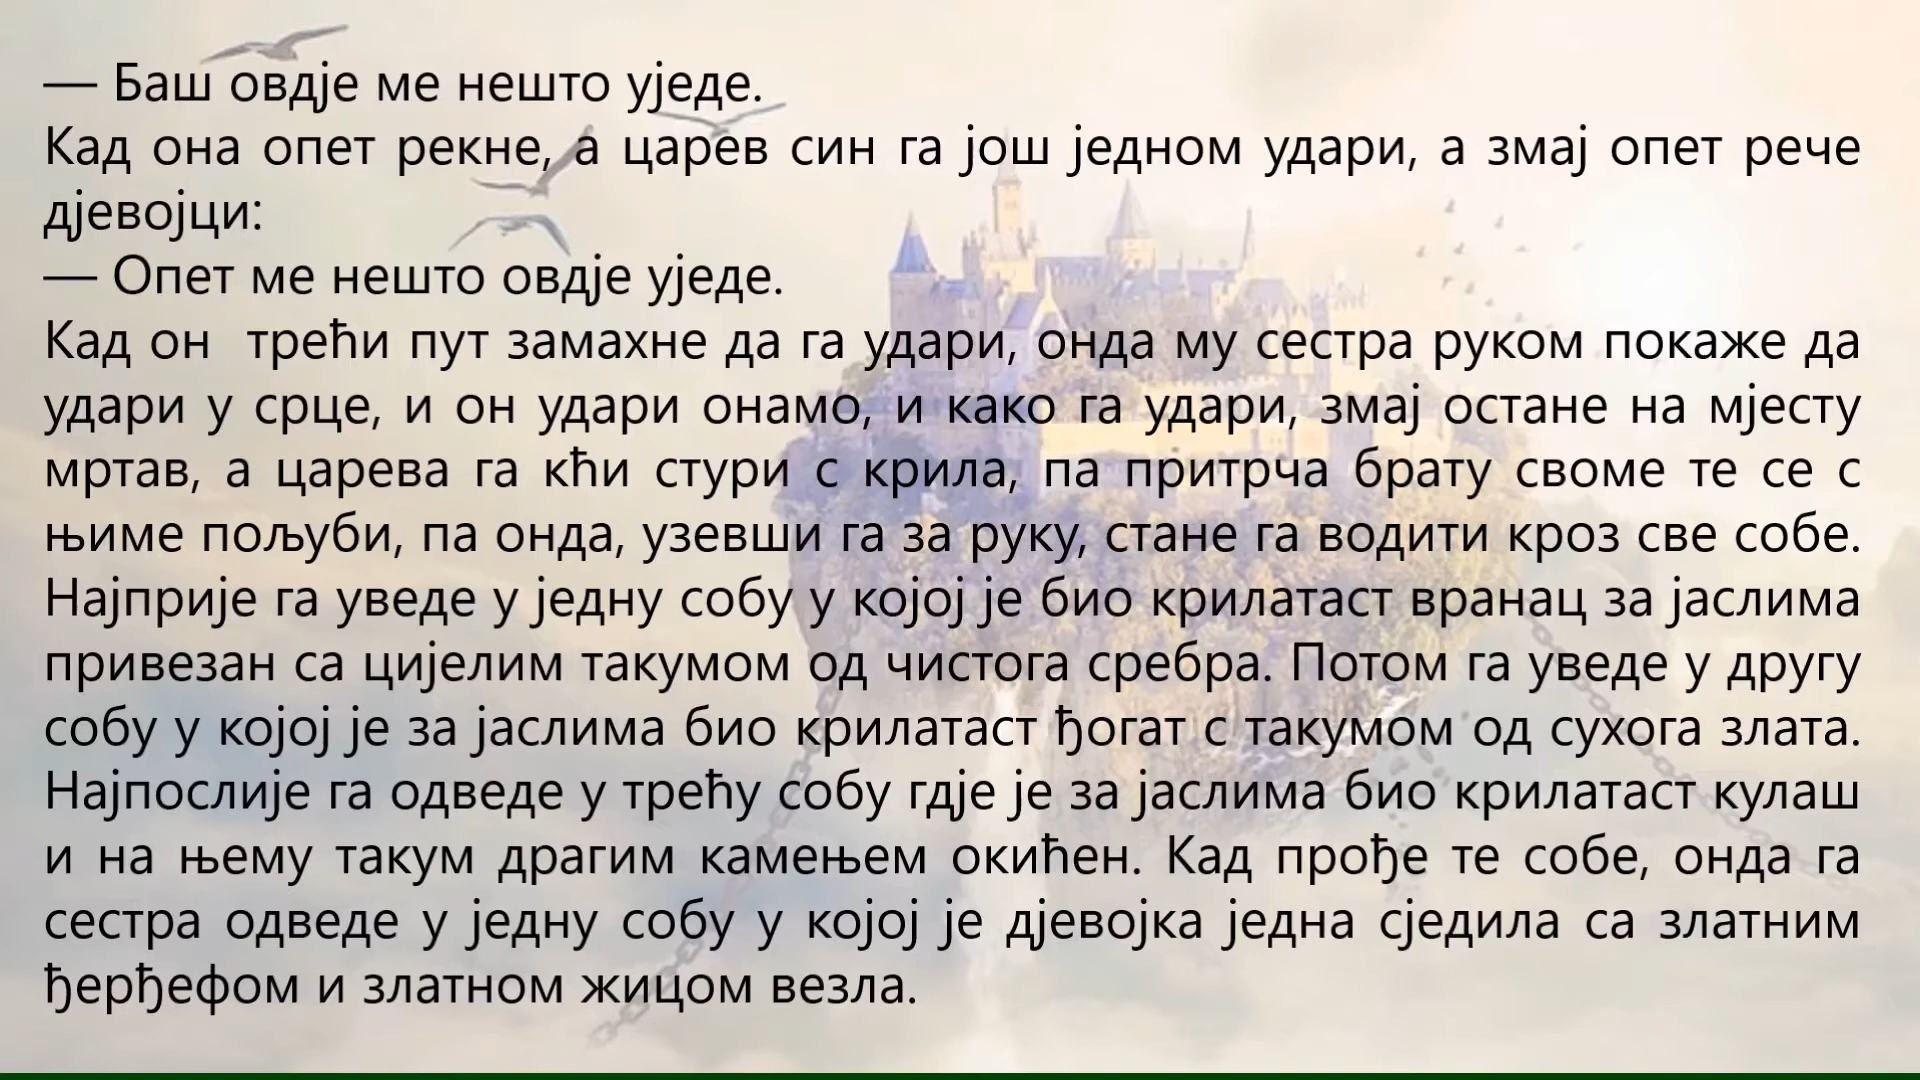 — Баш овдје ме нешто уједе.
Кад она опет рекне, а царев син га још једном удари, а змај опет рече
дјевојци:
— Опет ме нешто овдје уједе.
Кад он трећи пут замахне да га удари, онда му сестра руком покаже да
удари у срце, и он удари онамо, и како га удари, змај остане на мјесту
мртав, а царева га кћи стури с крила, па притрча брату своме те се с
њиме пољуби, па онда, узевши га за руку, стане га водити кроз све собе.
Најприје га уведе у једну собу у којој је био крилатаст вранац за јаслима
привезан са цијелим такумом од чистога сребра. Потом га уведе у другу
собу у којој је за јаслима био крилатаст ђогат с такумом од сухога злата.
Најпослије га одведе у трећу собу гдје је за јаслима био крилатаст кулаш
и на њему такум драгим камењем окићен. Кад прође те собе, онда га
сестра одведе у једну собу у којој је дјевојка једна сједила са златним
ђерђефом и златном жицом везла.